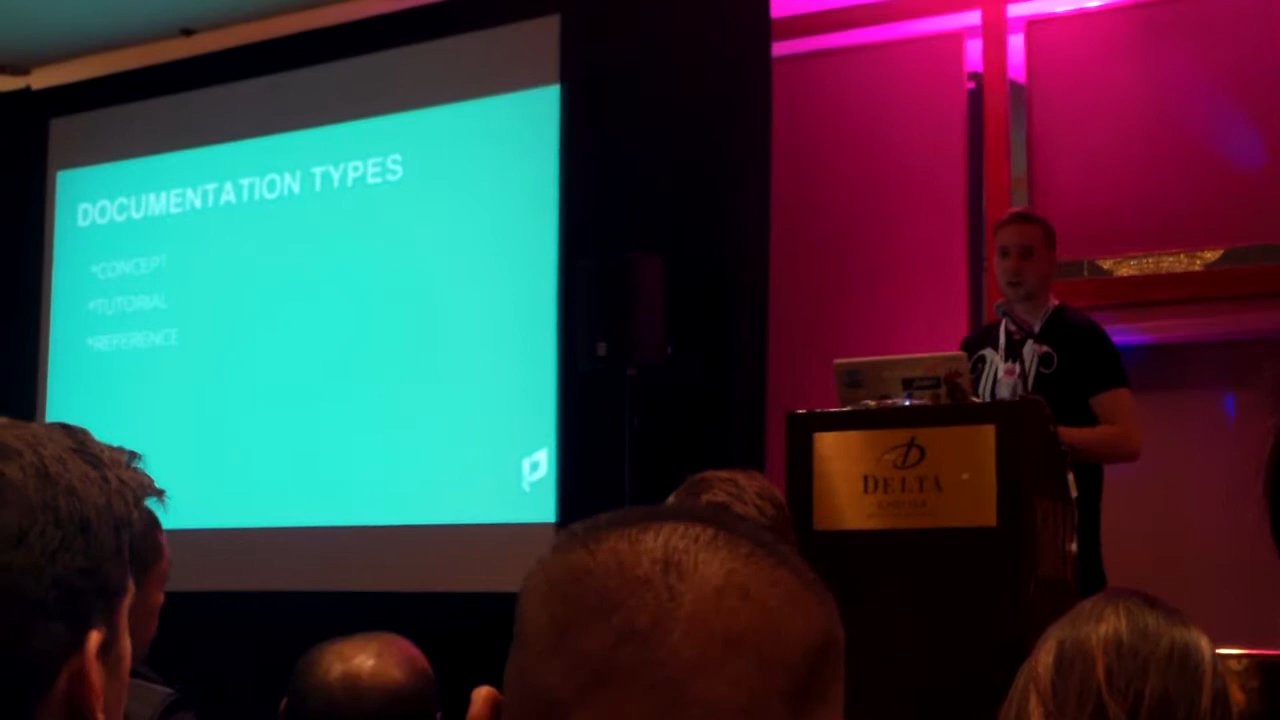 DOCUMENTATION TYPES
*CONCEPT
*TUTORIAL
*REFERENCE
DELTA